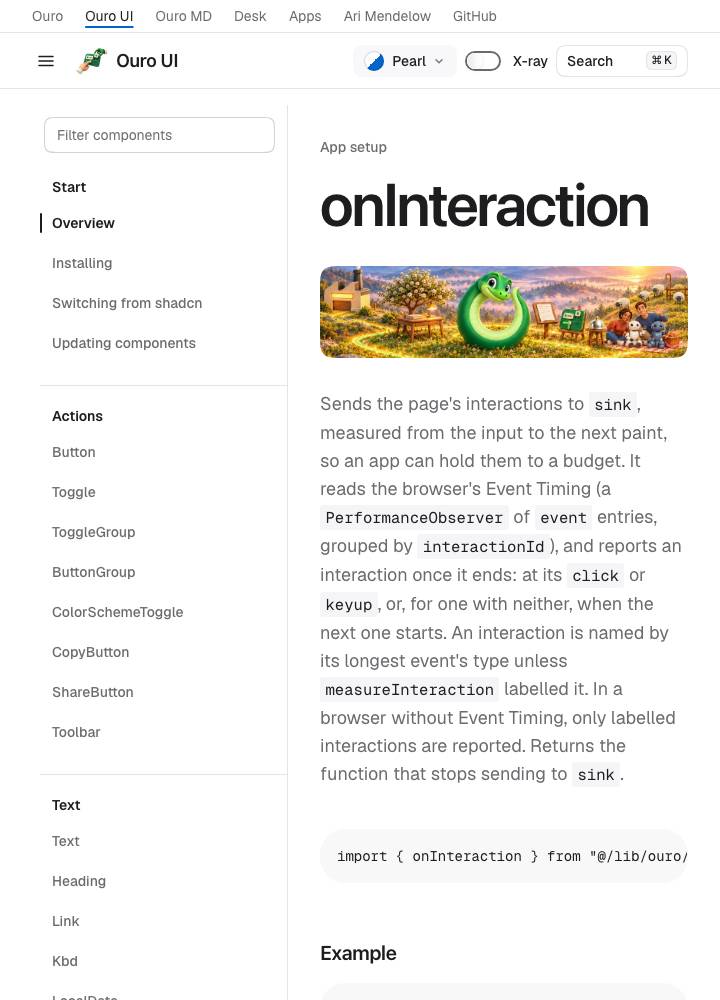 Ouro
Ouro UI
Ouro MD
Desk
Apps
Ari Mendelow
GitHub
Ouro UI
Pearl
X-ray
Search
⌘ K
Filter components
Start
Overview
Installing
Switching from shadcn
Updating components
Actions
Button
Toggle
ToggleGroup
ButtonGroup
ColorSchemeToggle
CopyButton
ShareButton
Toolbar
Text
Text
Heading
Link
Kbd
App setup
onInteraction
Sends the page's interactions to sink,
measured from the input to the next paint,
so an app can hold them to a budget. It
reads the browser's Event Timing (a
PerformanceObserver of event entries,
grouped by interactionId), and reports an
interaction once it ends: at its click or
keyup, or, for one with neither, when the
next one starts. An interaction is named by
its longest event's type unless
measureInteraction labelled it. In a
browser without Event Timing, only labelled
interactions are reported. Returns the
function that stops sending to sink.
import { onInteraction } from "@/lib/ouro/
Example